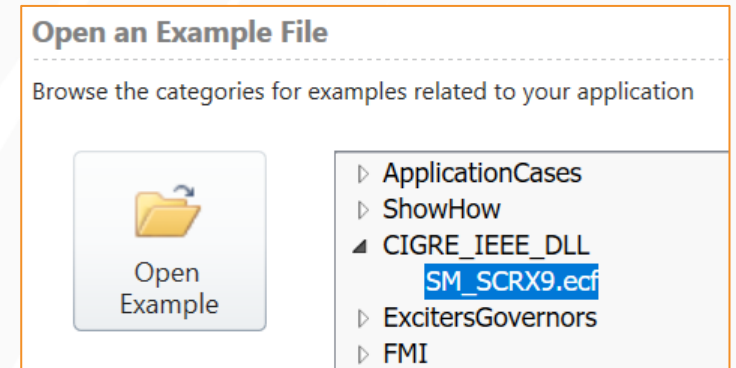 Open an Example File
Browse the categories for examples related to your application
Open
Example
ApplicationCases
ShowHow
CIGRE_IEEE_DLL
SM_SCRX9.ecf
ExcitersGovernors
FMI